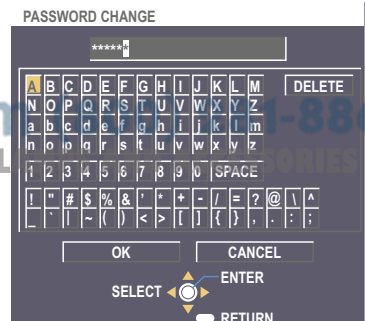 PASSWORD CHANGE
******
A B C D E F G H I J K L M DELETE
N O P Q R S T U V W X Y Z
a b c d e f g h i j k l m
n o p q r s t u v w x y z
1 2 3 4 5 6 7 8 9 0 SPACE
! " # $ % & ' * + - / = ? @ \ ^
_ ` | ~ ( ) < > [ ] { } , . : ;
OK CANCEL
ENTER
SELECT
RETURN